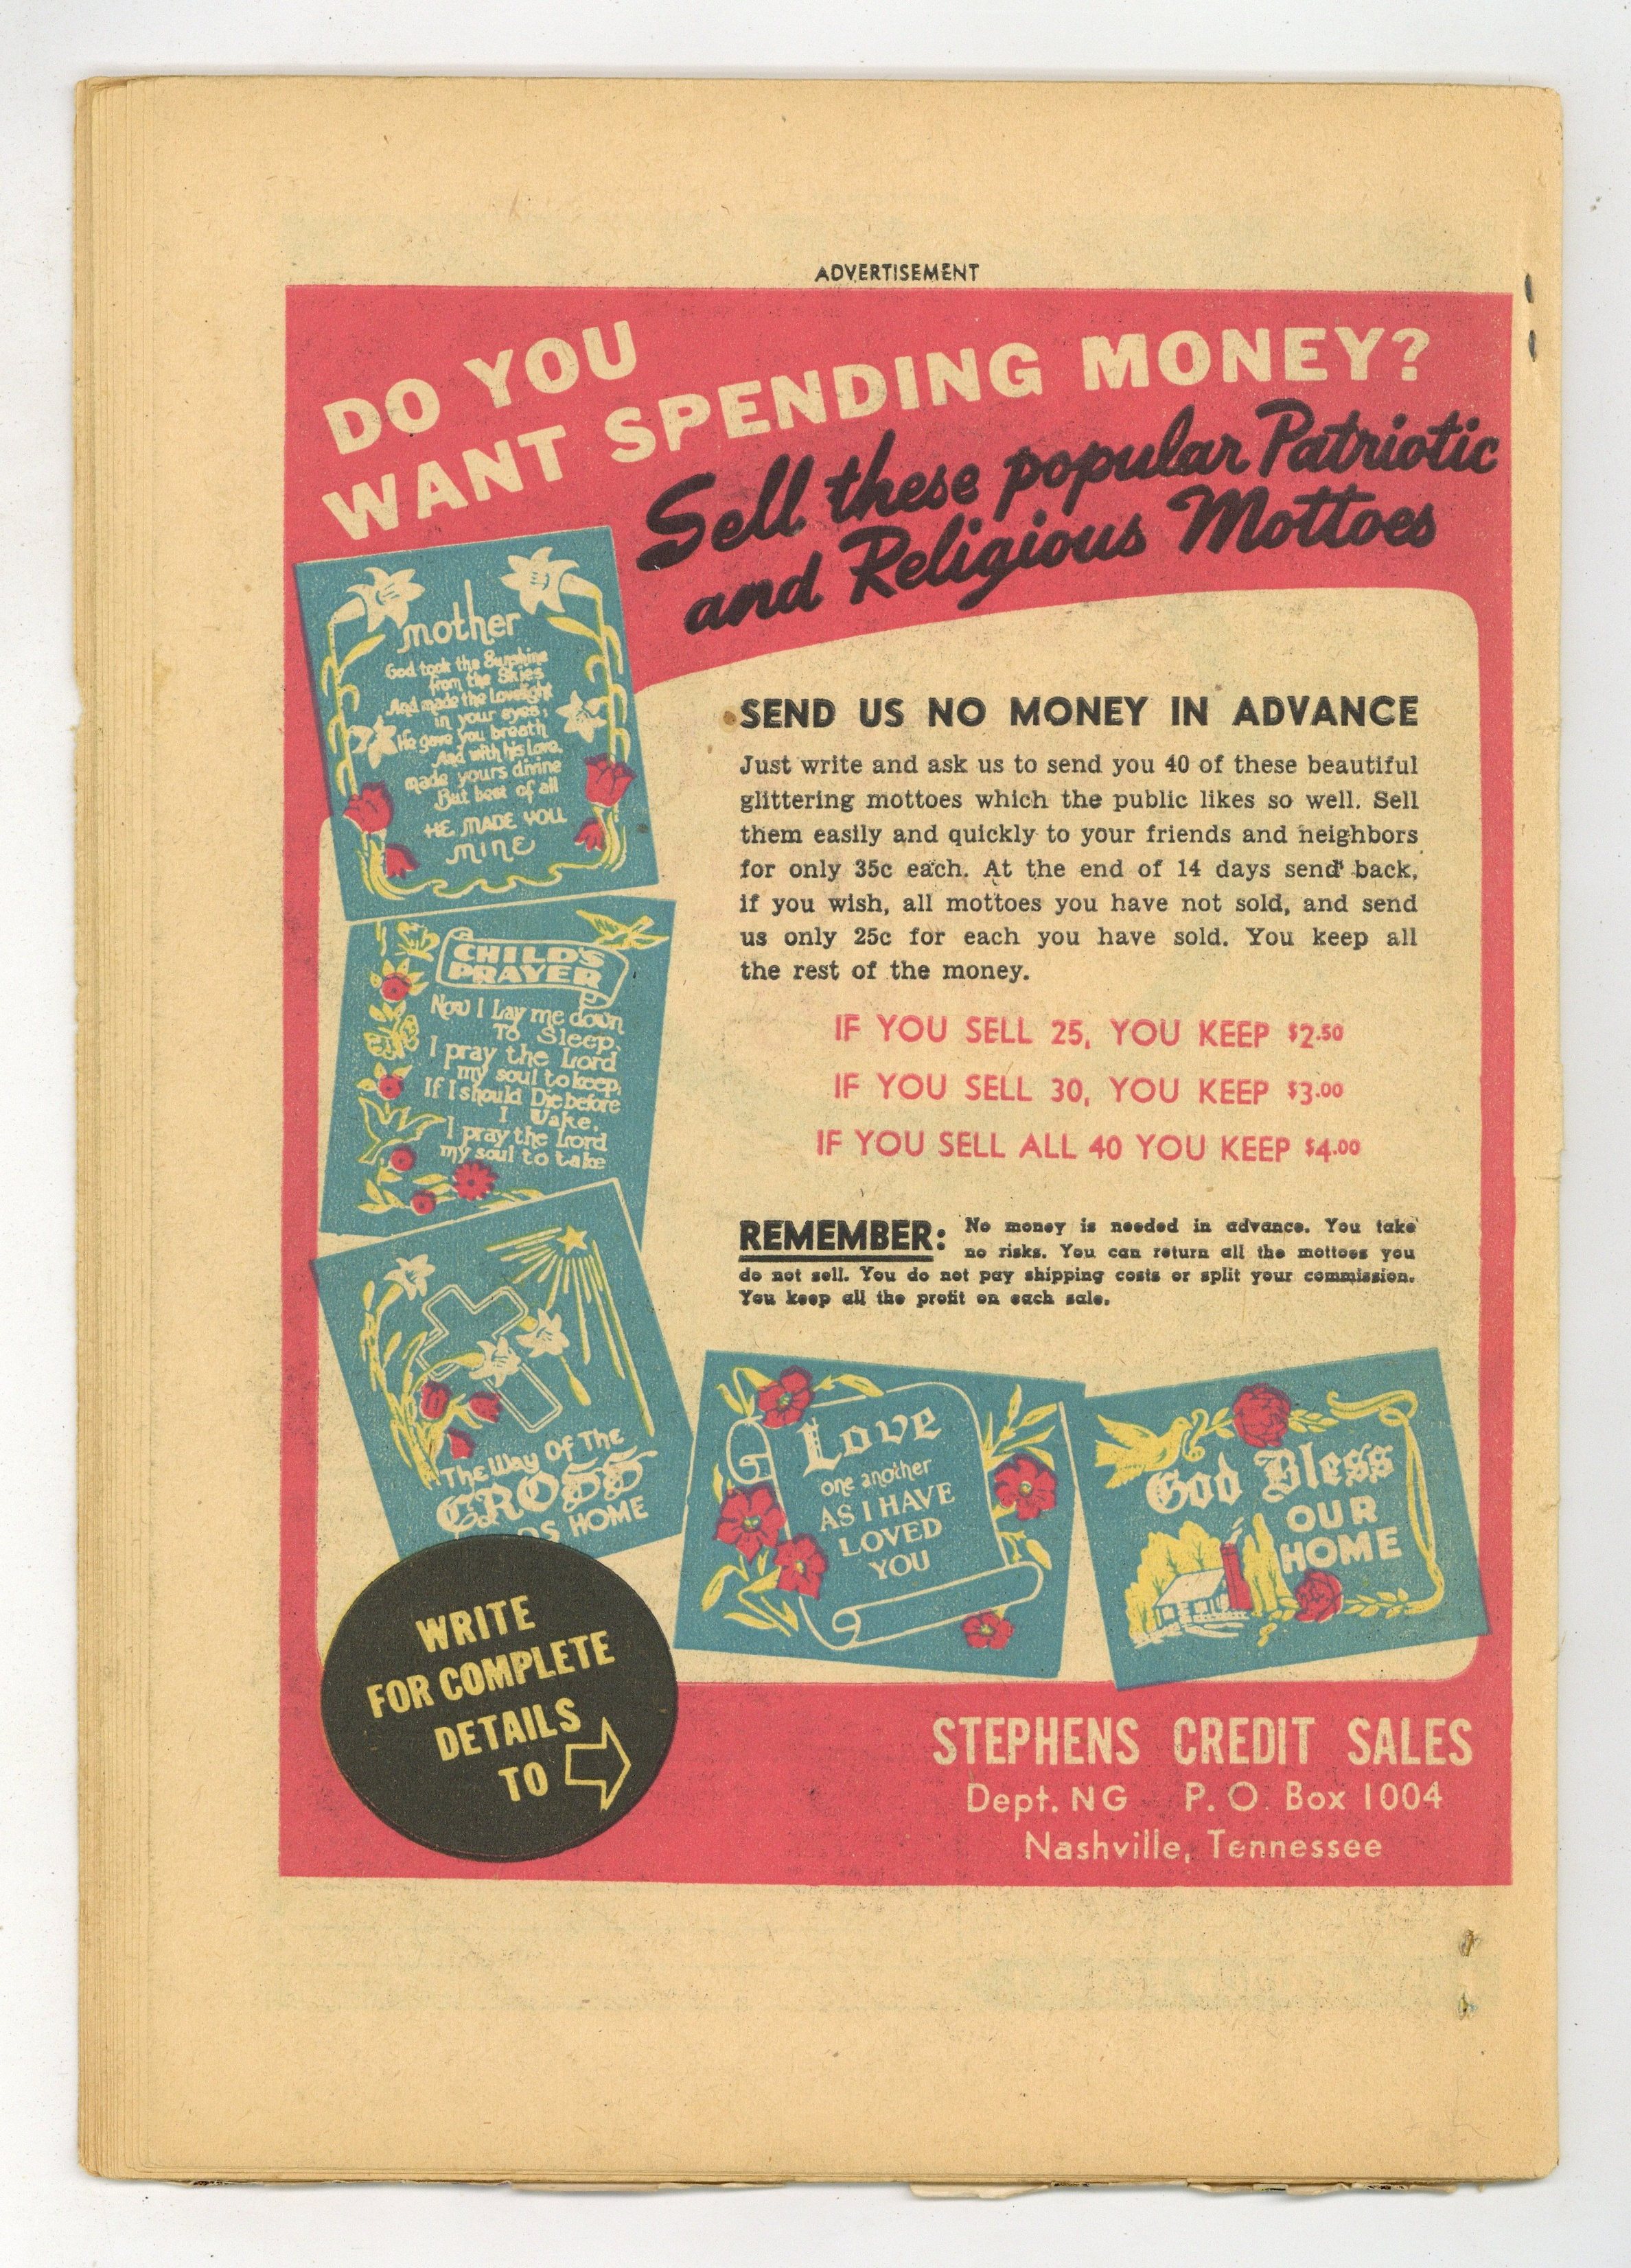 ADVERTISEMENT
DO YOU
WANT SPENDING MONEY?
Sell these popular Patriotic
and Religious Mottoes
mother
God took the Sunshine
from the Skies
And made the Lovelight
in your eyes;
He gave you breath
And with his Love,
made yours divine
But best of all
HE MADE YOU
MINE
CHILD'S
PRAYER
Now I Lay me down
To Sleep,
I pray the Lord
my soul to keep,
If I should Die before
I Wake,
I pray the Lord
my soul to take
The Way Of The
CROSS
DS HOME
SEND US NO MONEY IN ADVANCE
Just write and ask us to send you 40 of these beautiful
glittering mottoes which the public likes so well. Sell
them easily and quickly to your friends and neighbors
for only 35c each. At the end of 14 days send back,
if you wish, all mottoes you have not sold, and send
us only 25c for each you have sold. You keep all
the rest of the money.
IF YOU SELL 25, YOU KEEP $2.50
IF YOU SELL 30, YOU KEEP $3.00
IF YOU SELL ALL 40 YOU KEEP $4.00
REMEMBER: No money is needed in advance. You take
no risks. You can return all the mottoes you
do not sell. You do not pay shipping costs or split your commission.
You keep all the profit on each sale.
Love
one another
AS I HAVE
LOVED
YOU
God Bless
OUR
HOME
WRITE
FOR COMPLETE
DETAILS
TO
STEPHENS CREDIT SALES
Dept. NG P. O. Box 1004
Nashville, Tennessee